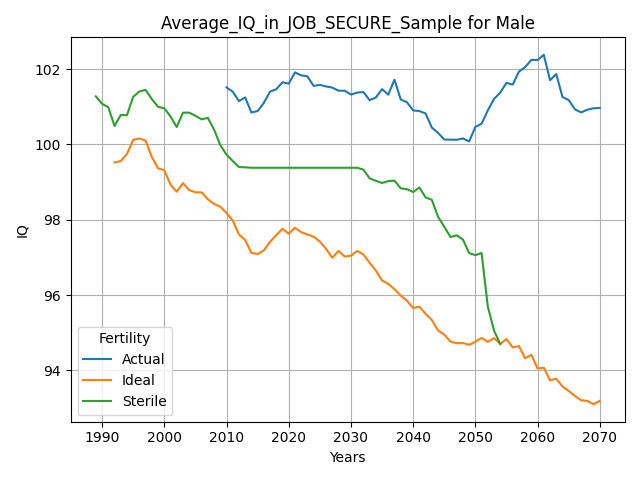 Average_IQ_in_JOB_SECURE_Sample for Male
IQ
102
100
98
96
94
Fertility
Actual
Ideal
Sterile
1990 2000 2010 2020 2030 2040 2050 2060 2070
Years